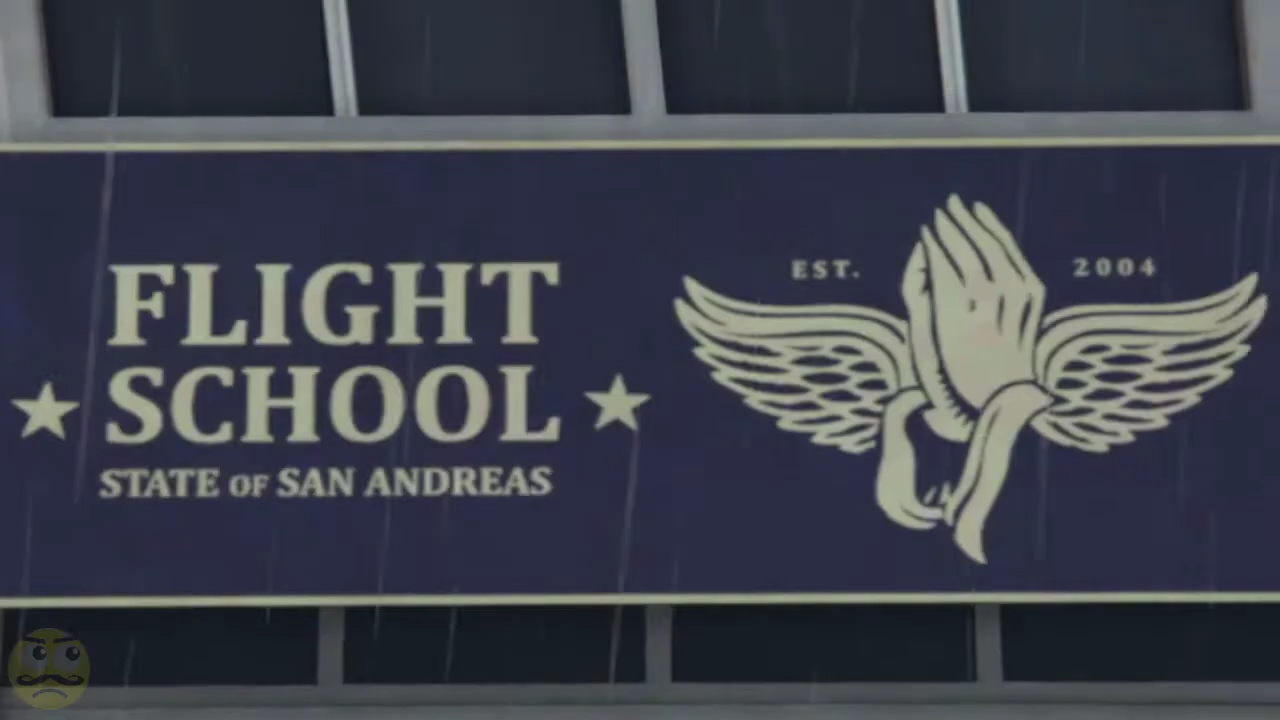 FLIGHT
SCHOOL
STATE OF SAN ANDREAS
EST. 2004